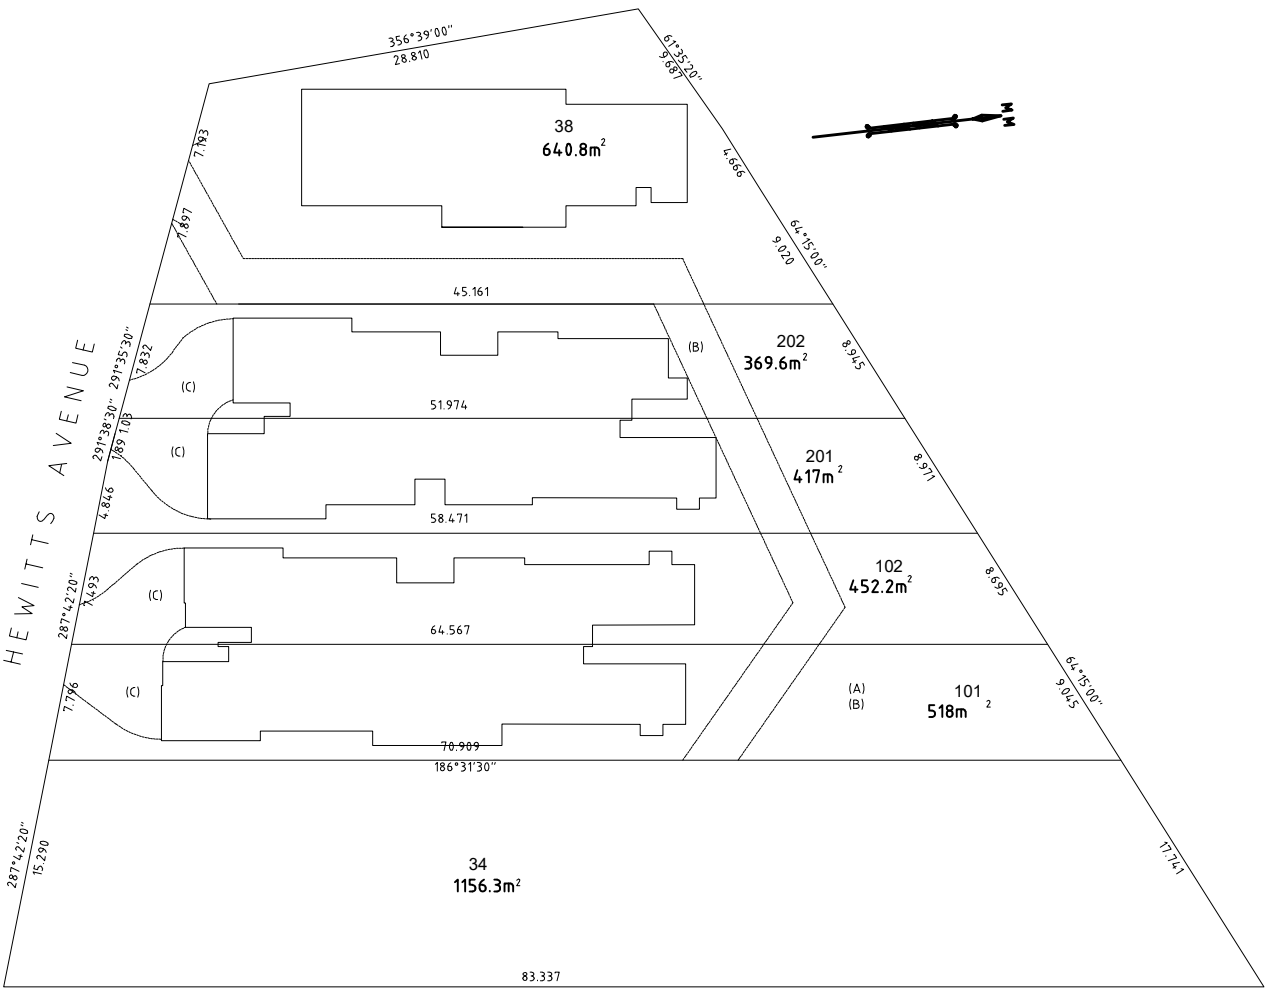 356°39'00"
28.810
61°35'20"
9.687
38
640.8m²
7.193
4.666
7.897
64°15'00"
9.020
45.161
HEWITTS AVENUE
291°35'30"
7.832
(B)
202
369.6m²
8.945
(C)
51.974
291°38'30"
1.03
1.89
(C)
201
417m²
8.971
4.846
58.471
287°42'20"
7.493
(C)
102
452.2m²
8.695
64.567
7.796
(C)
(A)
(B)
101
518m²
64°15'00"
9.045
70.909
186°31'30"
287°42'20"
15.290
34
1156.3m²
17.741
83.337